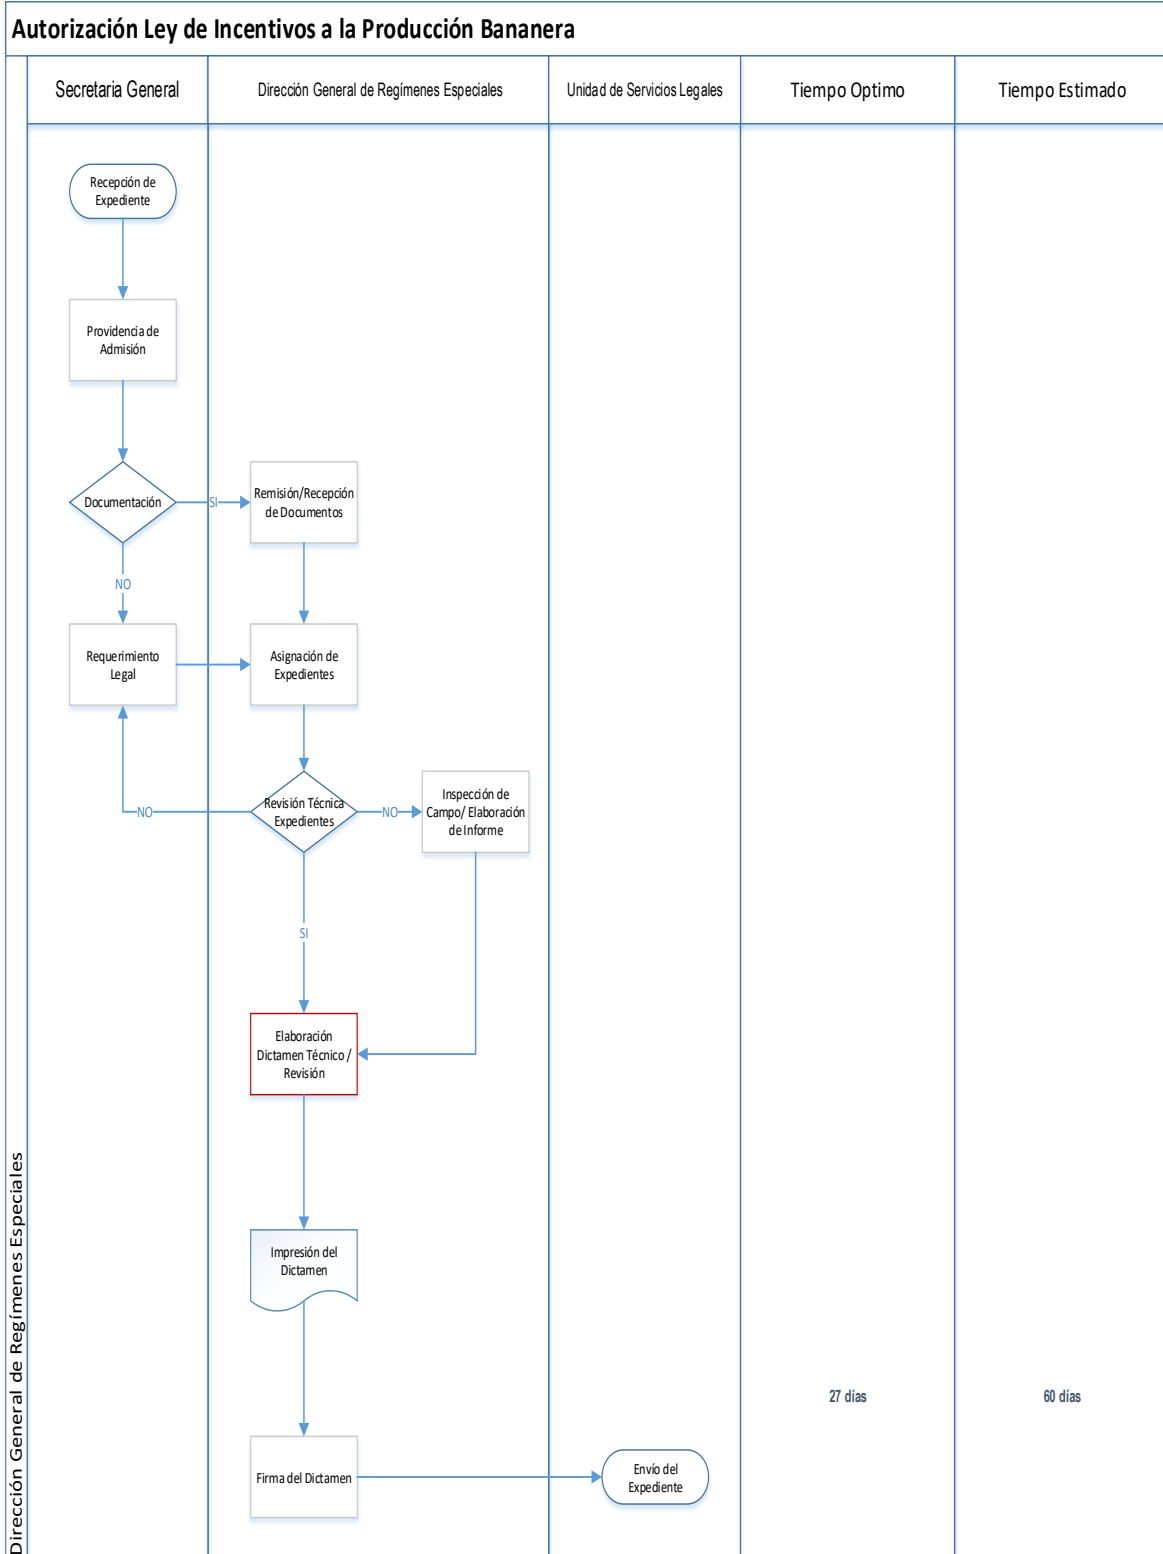 Autorización Ley de Incentivos a la Producción Bananera
Secretaria General
Dirección General de Regímenes Especiales
Unidad de Servicios Legales
Tiempo Optimo
Tiempo Estimado
Recepción de
Expediente
Providencia de
Admisión
Documentación
SI
Remisión/Recepción
de Documentos
NO
Requerimiento
Legal
Asignación de
Expedientes
NO
Revisión Técnica
Expedientes
NO
Inspección de
Campo/ Elaboración
de Informe
SI
Elaboración
Dictamen Técnico /
Revisión
Impresión del
Dictamen
27 días
60 días
Firma del Dictamen
Envío del
Expediente
Dirección General de Regímenes Especiales